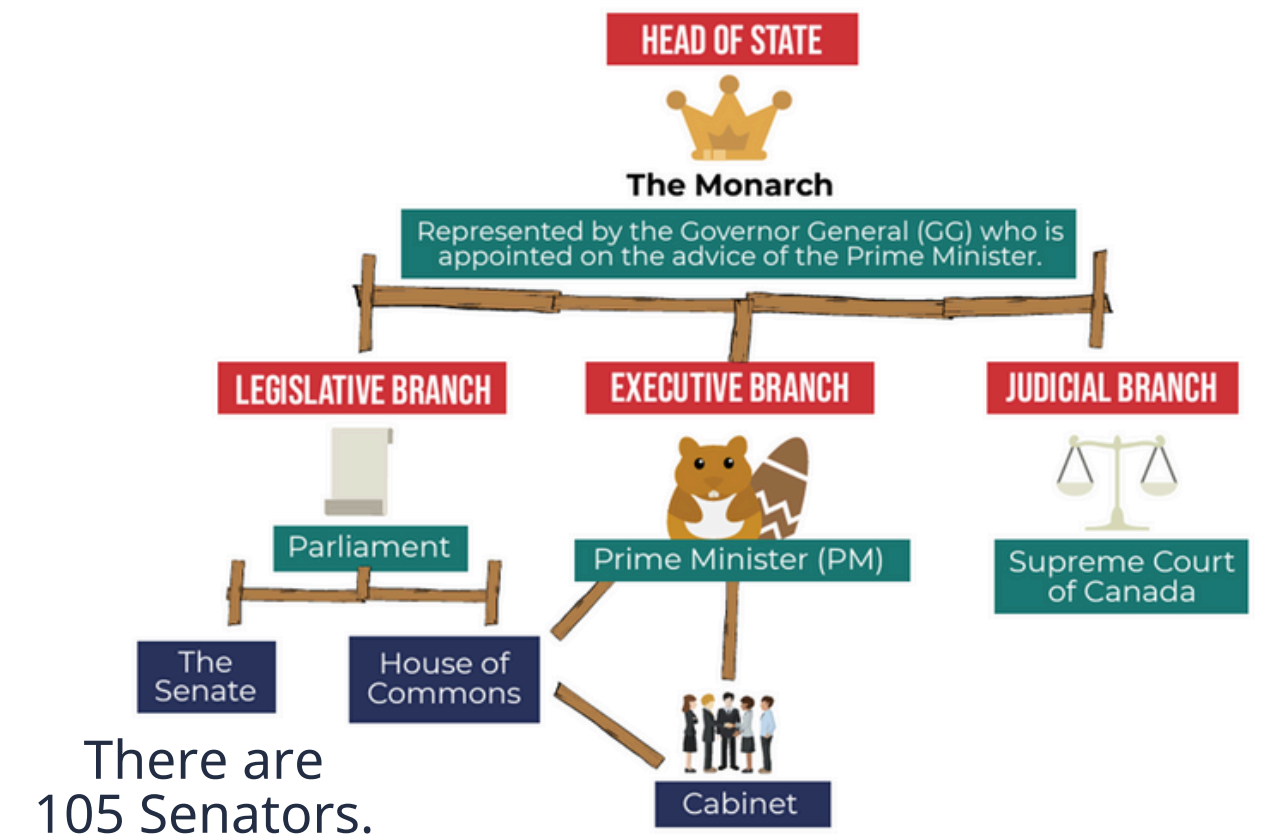 HEAD OF STATE
The Monarch
Represented by the Governor General (GG) who is
appointed on the advice of the Prime Minister.
LEGISLATIVE BRANCH
EXECUTIVE BRANCH
JUDICIAL BRANCH
Parliament
Prime Minister (PM)
Supreme Court
of Canada
The
Senate
House of
Commons
There are
105 Senators.
Cabinet